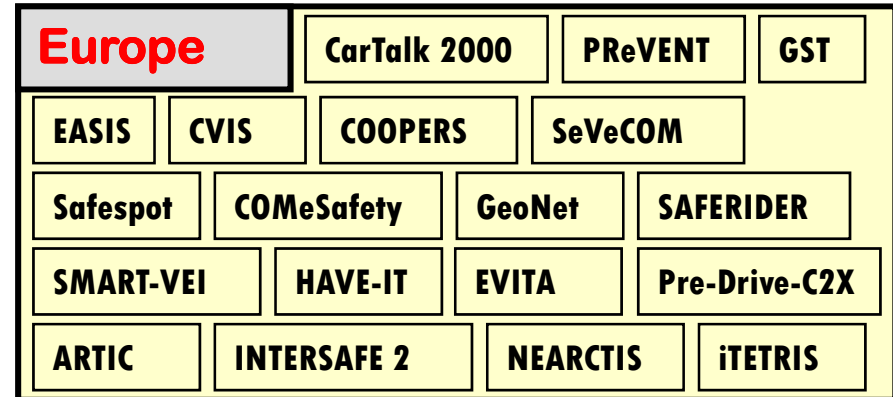 Europe CarTalk 2000 PReVENT GST
EASIS CVIS COOPERS SeVeCOM
Safespot COMeSafety GeoNet SAFERIDER
SMART-VEI HAVE-IT EVITA Pre-Drive-C2X
ARTIC INTERSAFE 2 NEARCTIS iTETRIS